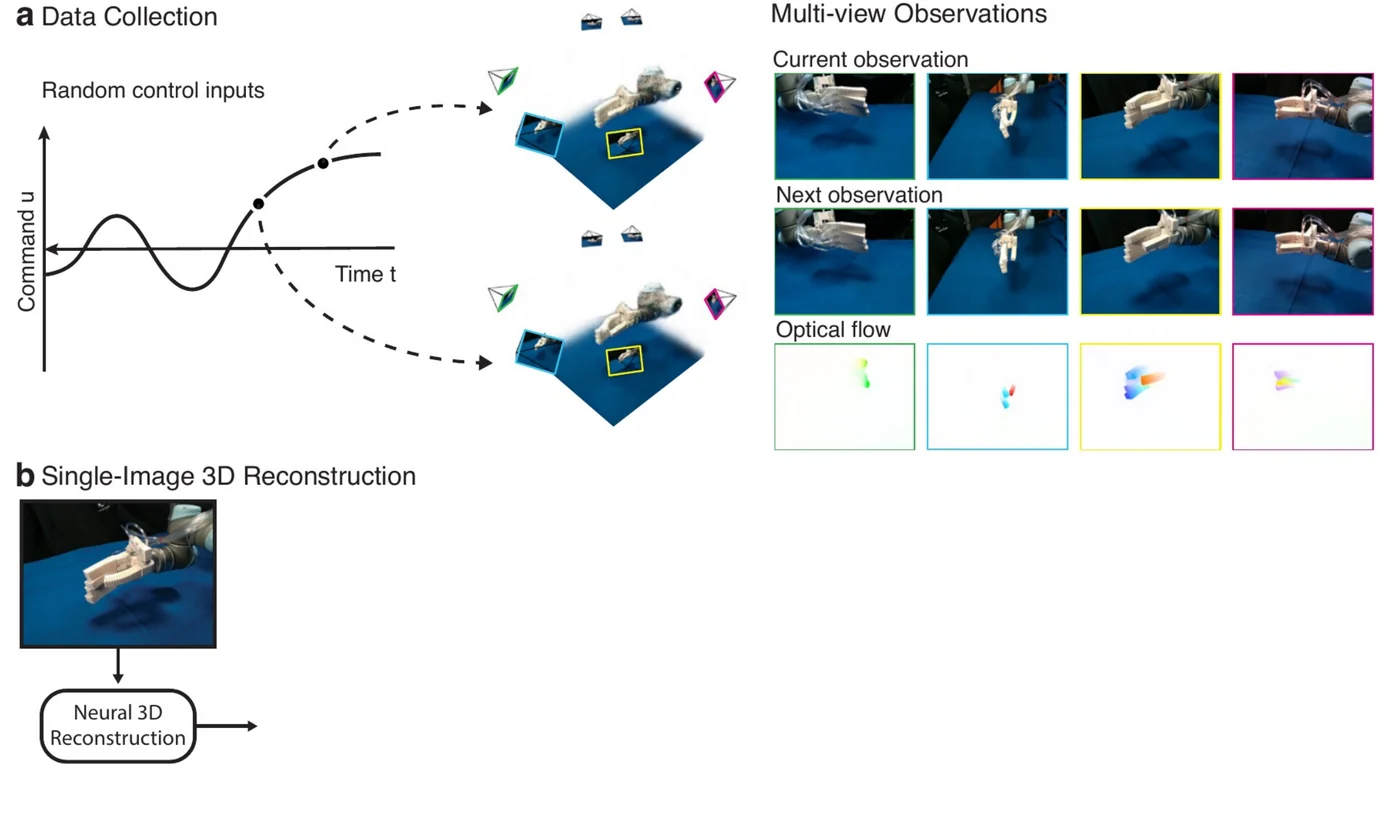 a Data Collection
Random control inputs
Command u
Time t
Multi-view Observations
Current observation
Next observation
Optical flow
b Single-Image 3D Reconstruction
Neural 3D
Reconstruction